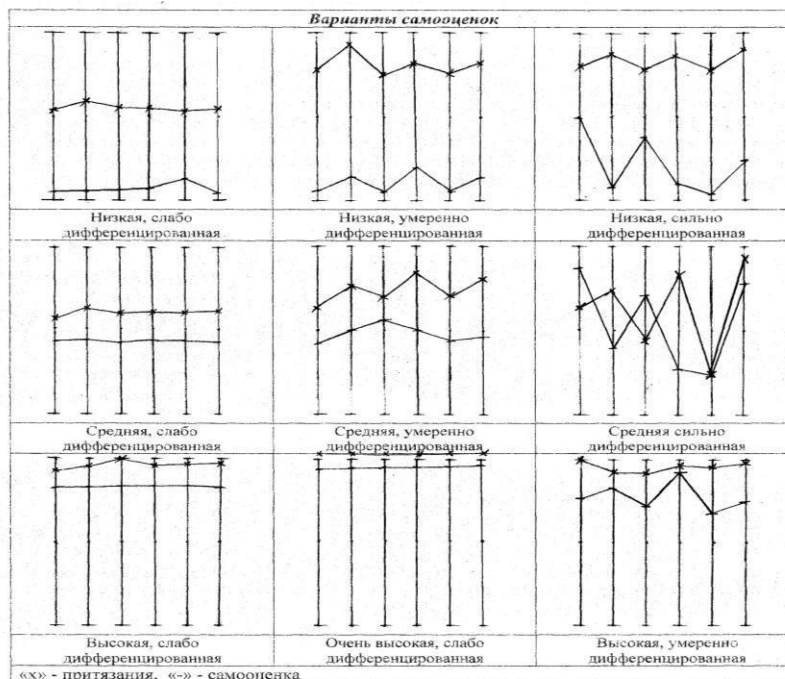 Варианты самооценок
Низкая, слабо
дифференцированная
Низкая, умеренно
дифференцированная
Низкая, сильно
дифференцированная
Средняя, слабо
дифференцированная
Средняя, умеренно
дифференцированная
Средняя сильно
дифференцированная
Высокая, слабо
дифференцированная
Очень высокая, слабо
дифференцированная
Высокая, умеренно
дифференцированная
«х» - притязания, «-» - самооценка